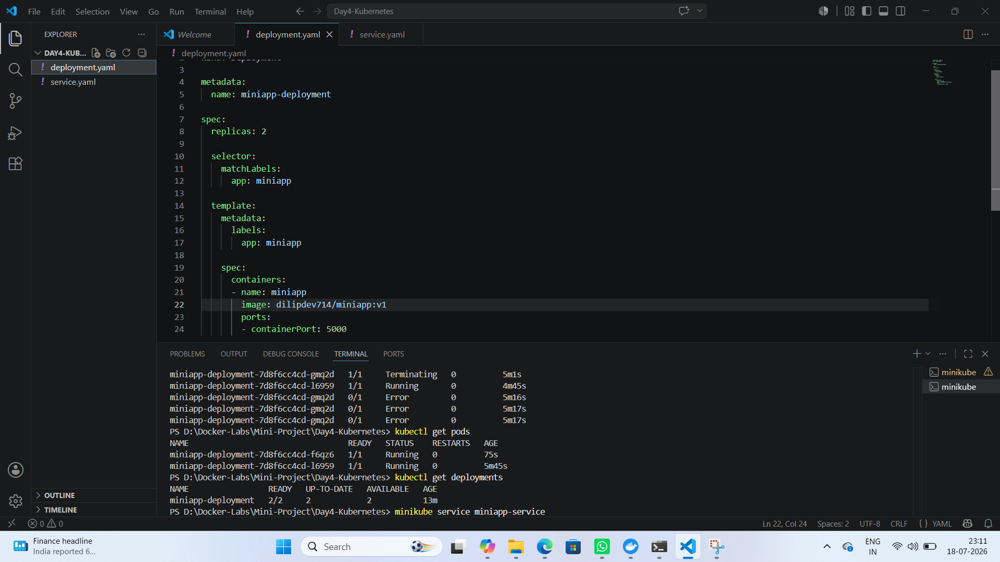 File Edit Selection View Go Run Terminal Help
Day4-Kubernetes
EXPLORER
DAY4-KUB...
deployment.yaml
service.yaml
OUTLINE
TIMELINE
Welcome
deployment.yaml
service.yaml
deployment.yaml
3
4 metadata:
5 name: miniapp-deployment
6
7 spec:
8 replicas: 2
9
10 selector:
11 matchLabels:
12 app: miniapp
13
14 template:
15 metadata:
16 labels:
17 app: miniapp
18
19 spec:
20 containers:
21 - name: miniapp
22 image: dilipdev714/miniapp:v1
23 ports:
24 - containerPort: 5000
PROBLEMS OUTPUT DEBUG CONSOLE TERMINAL PORTS
miniapp-deployment-7d8f6cc4cd-gmq2d 1/1 Terminating 0 5m1s
miniapp-deployment-7d8f6cc4cd-l6959 1/1 Running 0 4m45s
miniapp-deployment-7d8f6cc4cd-gmq2d 0/1 Error 0 5m16s
miniapp-deployment-7d8f6cc4cd-gmq2d 0/1 Error 0 5m17s
miniapp-deployment-7d8f6cc4cd-gmq2d 0/1 Error 0 5m17s
PS D:\Docker-Labs\Mini-Project\Day4-Kubernetes> kubectl get pods
NAME READY STATUS RESTARTS AGE
miniapp-deployment-7d8f6cc4cd-f6qz6 1/1 Running 0 75s
miniapp-deployment-7d8f6cc4cd-l6959 1/1 Running 0 5m45s
PS D:\Docker-Labs\Mini-Project\Day4-Kubernetes> kubectl get deployments
NAME READY UP-TO-DATE AVAILABLE AGE
miniapp-deployment 2/2 2 2 13m
PS D:\Docker-Labs\Mini-Project\Day4-Kubernetes> minikube service miniapp-service
minikube
minikube
0 0
Ln 22, Col 24 Spaces: 2 UTF-8 CRLF {} YAML
Finance headline
India reported 6...
Search
ENG
IN
23:11
18-07-2026